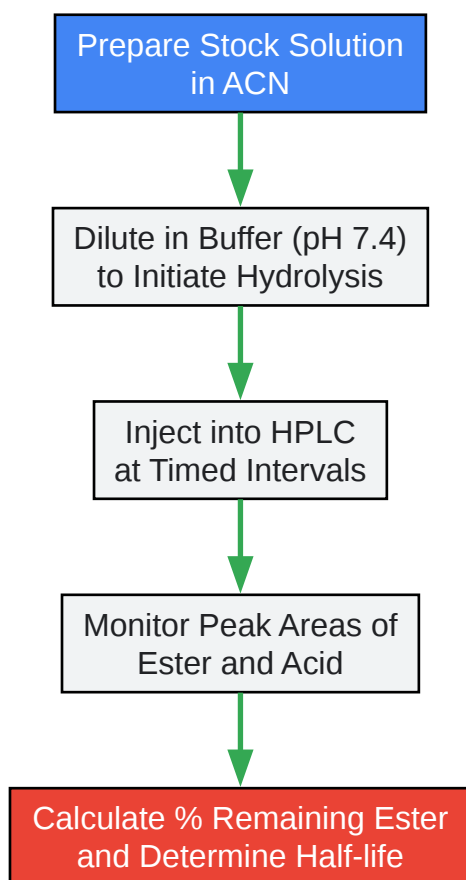 Prepare Stock Solution
in ACN
Dilute in Buffer (pH 7.4)
to Initiate Hydrolysis
Inject into HPLC
at Timed Intervals
Monitor Peak Areas of
Ester and Acid
Calculate % Remaining Ester
and Determine Half-life